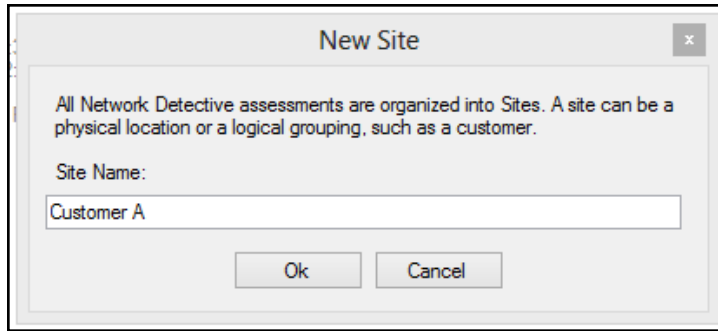 New Site
x
All Network Detective assessments are organized into Sites. A site can be a
physical location or a logical grouping, such as a customer.
Site Name:
Customer A
Ok Cancel